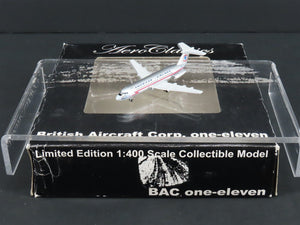 AeroClassics
British Aircraft Corp. one-eleven
Limited Edition 1:400 Scale Collectible Model
BAC one-eleven